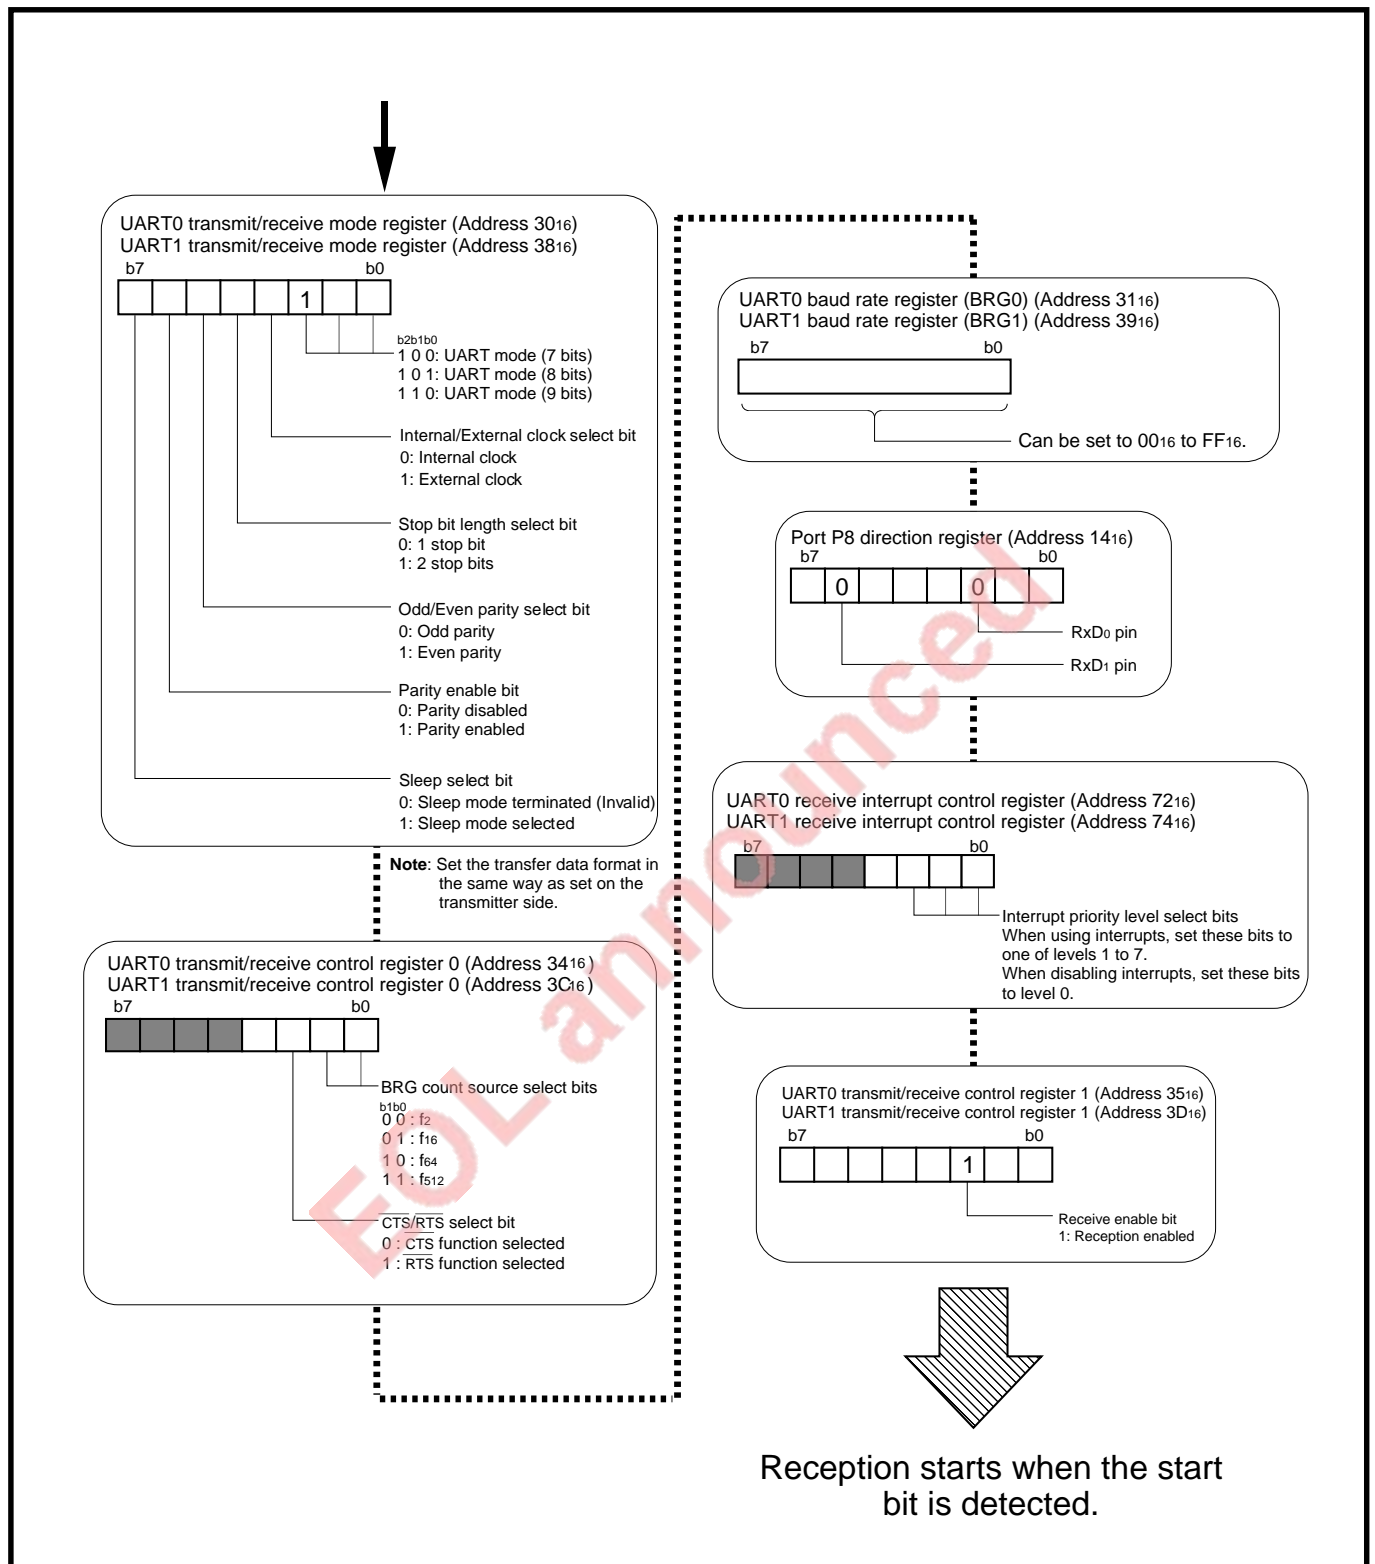 UART0 transmit/receive mode register (Address 3016)
UART1 transmit/receive mode register (Address 3816)
b7 b0
1
b2b1b0
1 0 0: UART mode (7 bits)
1 0 1: UART mode (8 bits)
1 1 0: UART mode (9 bits)
Internal/External clock select bit
0: Internal clock
1: External clock
Stop bit length select bit
0: 1 stop bit
1: 2 stop bits
Odd/Even parity select bit
0: Odd parity
1: Even parity
Parity enable bit
0: Parity disabled
1: Parity enabled
Sleep select bit
0: Sleep mode terminated (Invalid)
1: Sleep mode selected
Note: Set the transfer data format in
the same way as set on the
transmitter side.
UART0 transmit/receive control register 0 (Address 3416)
UART1 transmit/receive control register 0 (Address 3C16)
b7 b0
BRG count source select bits
b1b0
0 0 : f2
0 1 : f16
1 0 : f64
1 1 : f512
CTS/RTS select bit
0 : CTS function selected
1 : RTS function selected
UART0 baud rate register (BRG0) (Address 3116)
UART1 baud rate register (BRG1) (Address 3916)
b7 b0
Can be set to 0016 to FF16.
Port P8 direction register (Address 1416)
b7 b0
0 0
RxD0 pin
RxD1 pin
UART0 receive interrupt control register (Address 7216)
UART1 receive interrupt control register (Address 7416)
b7 b0
Interrupt priority level select bits
When using interrupts, set these bits to
one of levels 1 to 7.
When disabling interrupts, set these bits
to level 0.
UART0 transmit/receive control register 1 (Address 3516)
UART1 transmit/receive control register 1 (Address 3D16)
b7 b0
1
Receive enable bit
1: Reception enabled
Reception starts when the start
bit is detected.
EOL announced